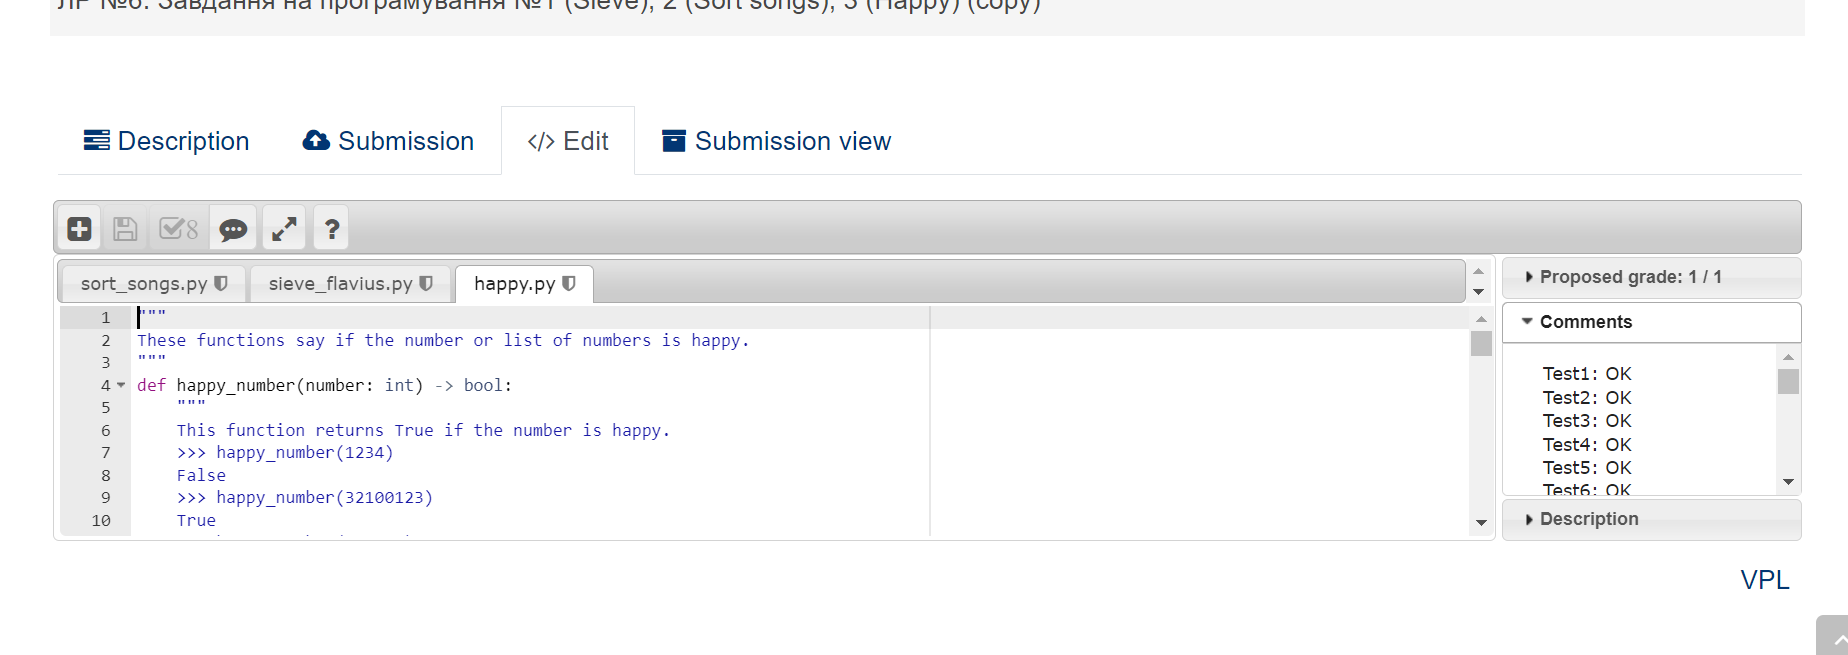 ЛР №6. Завдання на програмування №1 (Sieve), 2 (Sort songs), 3 (Happy) (copy)
Description
Submission
</> Edit
Submission view
8
?
sort_songs.py
sieve_flavius.py
happy.py
1 """
2 These functions say if the number or list of numbers is happy.
3 """
4 def happy_number(number: int) -> bool:
5 """
6 This function returns True if the number is happy.
7 >>> happy_number(1234)
8 False
9 >>> happy_number(32100123)
10 True
Proposed grade: 1 / 1
Comments
Test1: OK
Test2: OK
Test3: OK
Test4: OK
Test5: OK
Test6: OK
Description
VPL